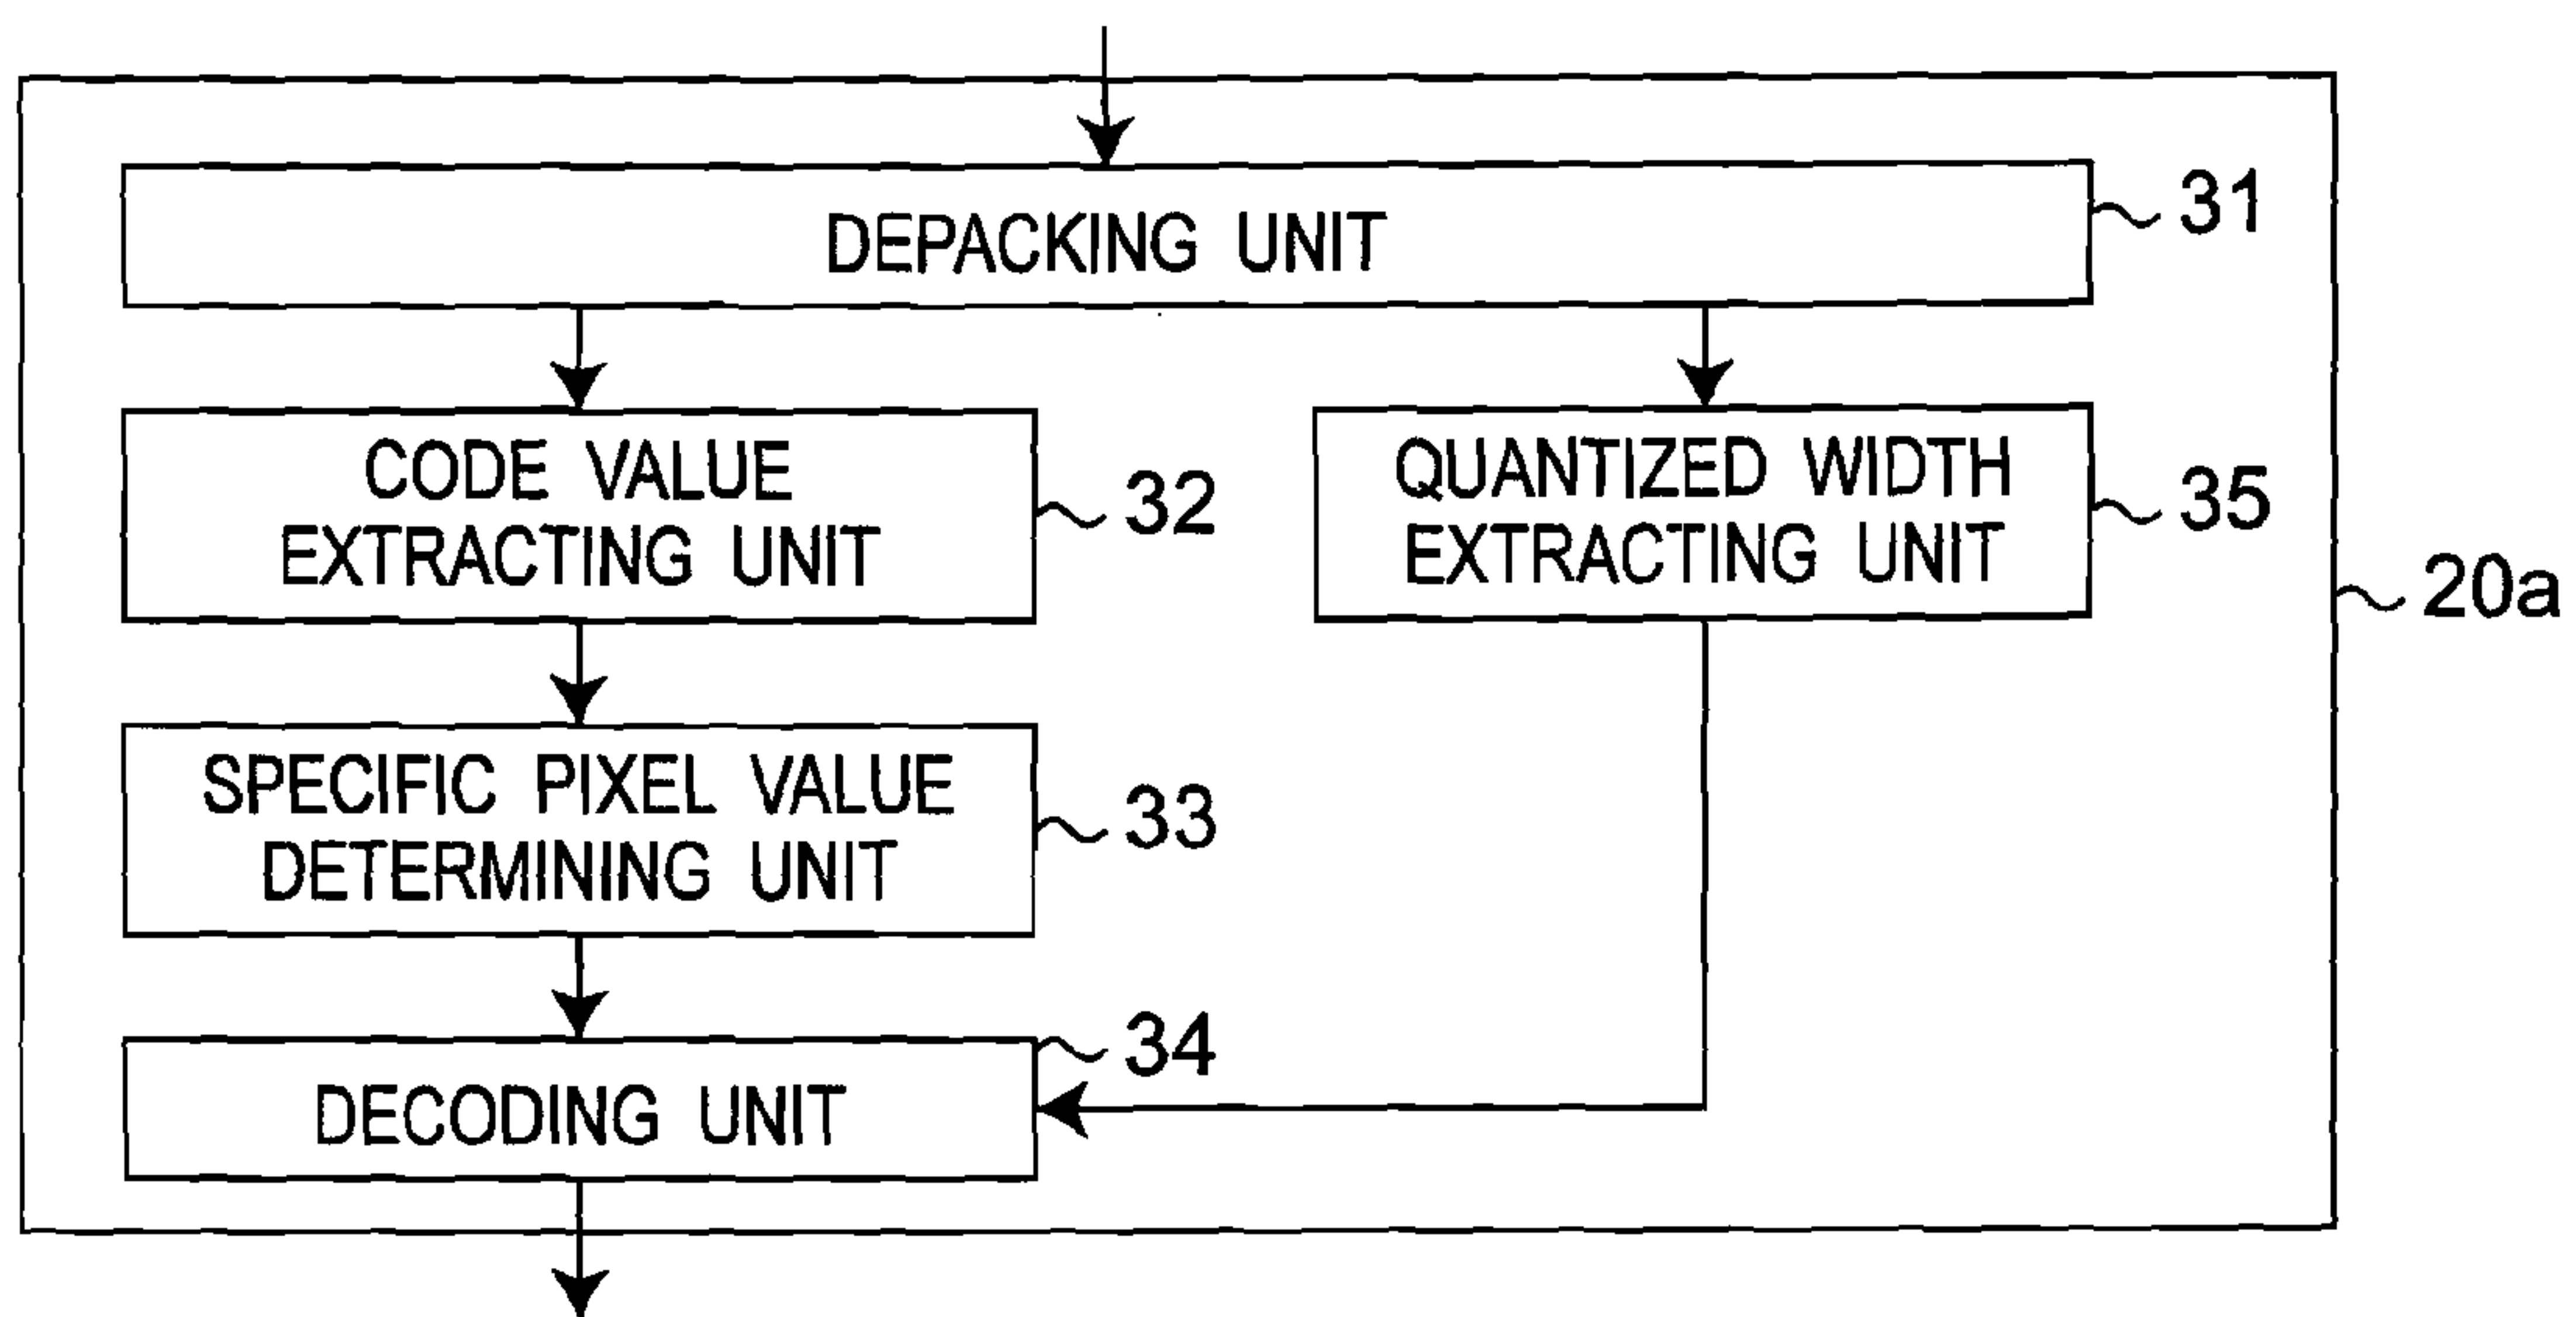 DEPACKING UNIT
31
CODE VALUE
EXTRACTING UNIT
32
QUANTIZED WIDTH
EXTRACTING UNIT
35
20a
SPECIFIC PIXEL VALUE
DETERMINING UNIT
33
DECODING UNIT
34